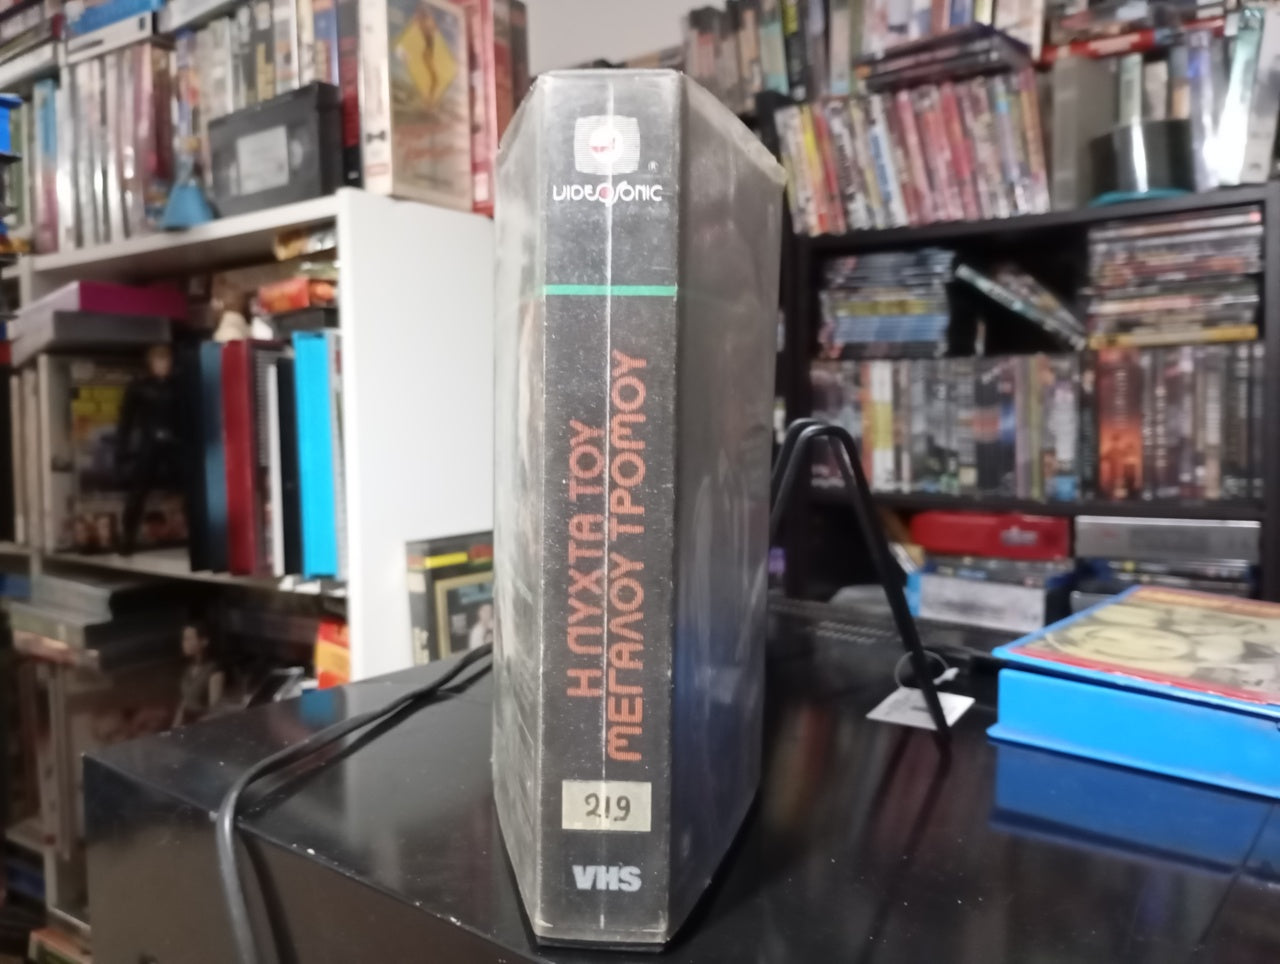 VIDEOSONIC
®
Η ΝΥΧΤΑ ΤΟΥ
ΜΕΓΑΛΟΥ ΤΡΟΜΟΥ
219
VHS